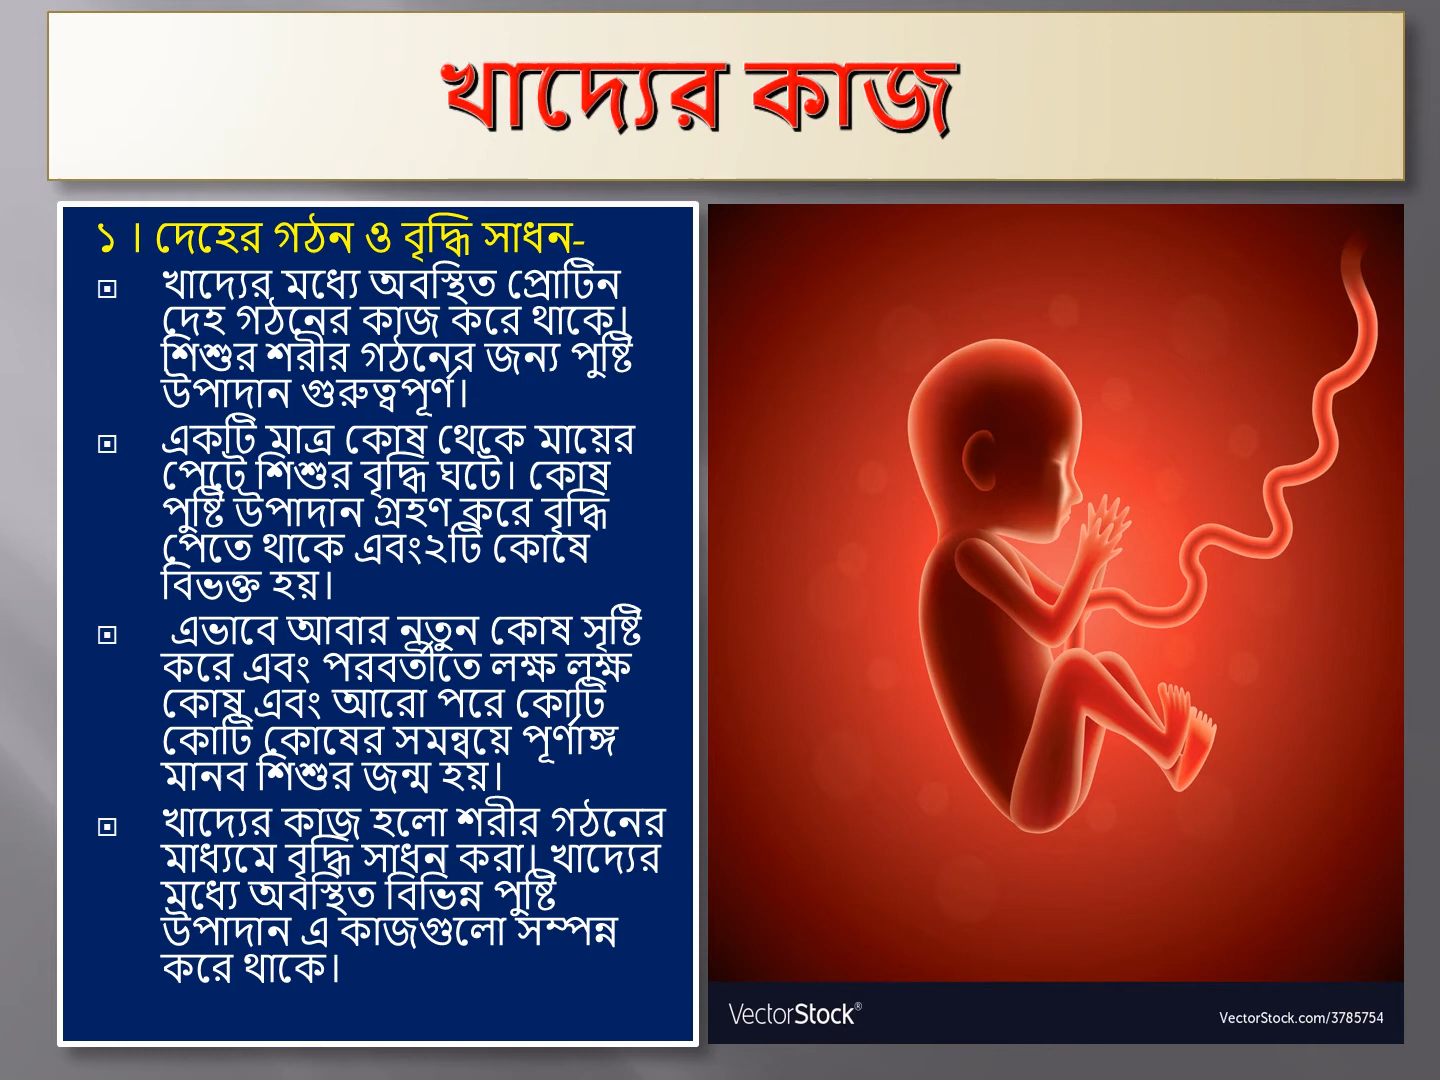 খাদ্যের কাজ
১ । দেহের গঠন ও বৃদ্ধি সাধন-
খাদ্যের মধ্যে অবস্থিত প্রোটিন
দেহ গঠনের কাজ করে থাকে।
শিশুর শরীর গঠনের জন্য পুষ্টি
উপাদান গুরুত্বপূর্ণ।
একটি মাত্র কোষ থেকে মায়ের
পেটে শিশুর বৃদ্ধি ঘটে। কোষ
পুষ্টি উপাদান গ্রহণ করে বৃদ্ধি
পেতে থাকে এবং২টি কোষে
বিভক্ত হয়।
এভাবে আবার নতুন কোষ সৃষ্টি
করে এবং পরবর্তীতে লক্ষ লক্ষ
কোষ এবং আরো পরে কোটি
কোটি কোষের সমন্বয়ে পূর্ণাঙ্গ
মানব শিশুর জন্ম হয়।
খাদ্যের কাজ হলো শরীর গঠনের
মাধ্যমে বৃদ্ধি সাধন করা। খাদ্যের
মধ্যে অবস্থিত বিভিন্ন পুষ্টি
উপাদান এ কাজগুলো সম্পন্ন
করে থাকে।
VectorStock®
VectorStock.com/3785754